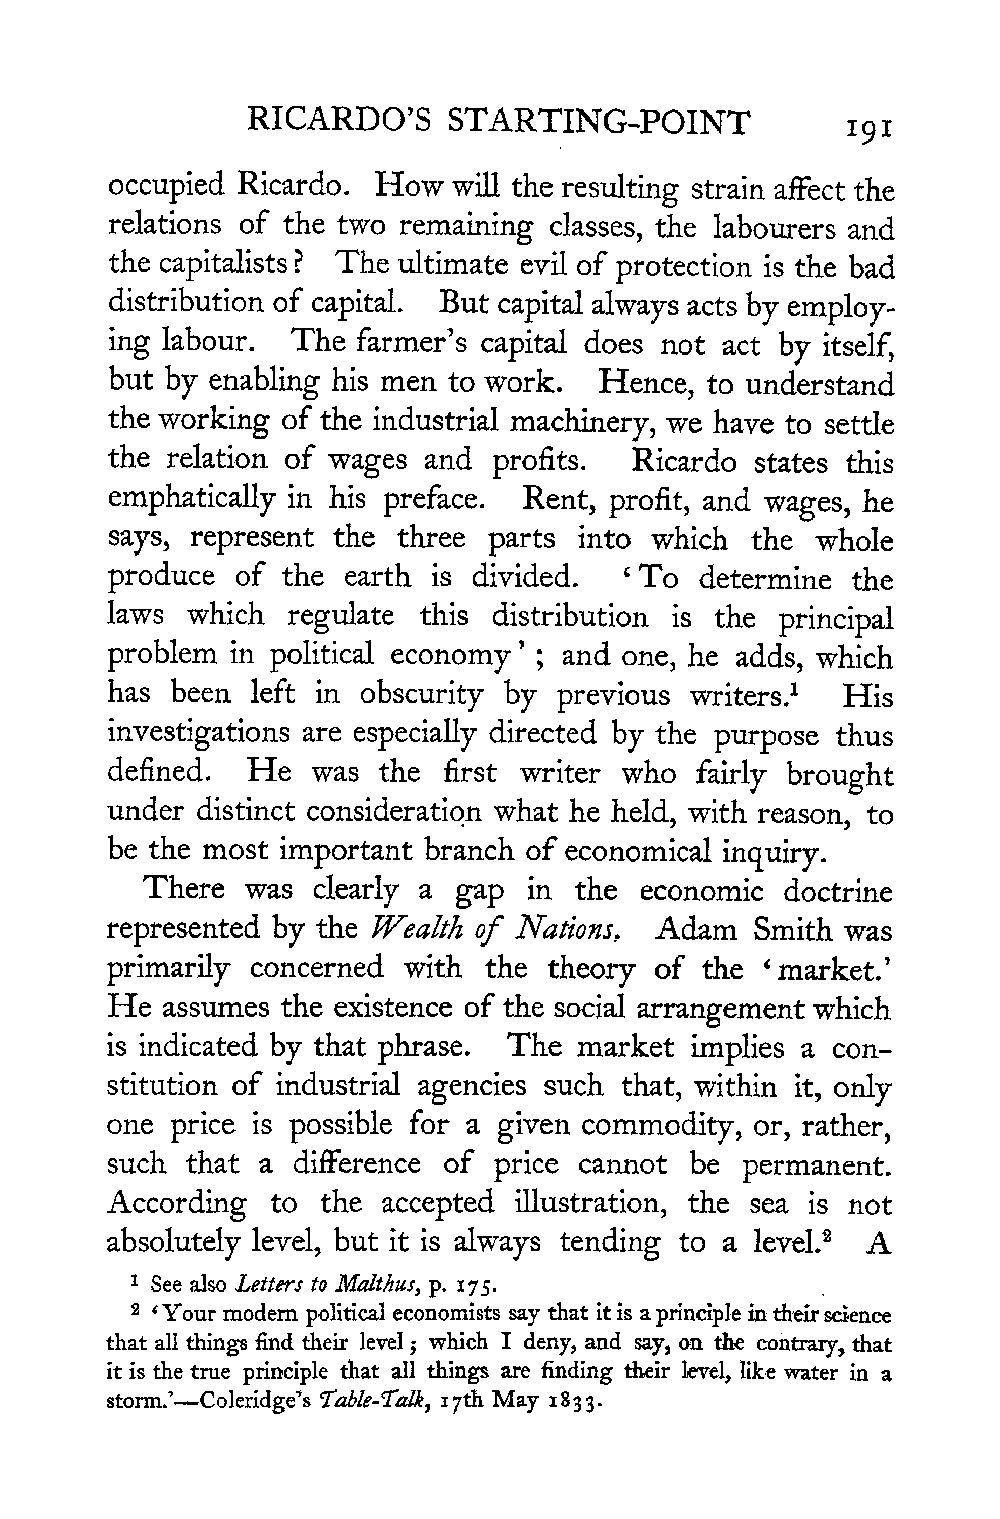 RICARDO'S STARTING-POINT 191
occupied Ricardo. How will the resulting strain affect the
relations of the two remaining classes, the labourers and
the capitalists? The ultimate evil of protection is the bad
distribution of capital. But capital always acts by employ-
ing labour. The farmer's capital does not act by itself,
but by enabling his men to work. Hence, to understand
the working of the industrial machinery, we have to settle
the relation of wages and profits. Ricardo states this
emphatically in his preface. Rent, profit, and wages, he
says, represent the three parts into which the whole
produce of the earth is divided. ‘To determine the
laws which regulate this distribution is the principal
problem in political economy’; and one, he adds, which
has been left in obscurity by previous writers.¹ His
investigations are especially directed by the purpose thus
defined. He was the first writer who fairly brought
under distinct consideration what he held, with reason, to
be the most important branch of economical inquiry.
There was clearly a gap in the economic doctrine
represented by the Wealth of Nations. Adam Smith was
primarily concerned with the theory of the ‘market.’
He assumes the existence of the social arrangement which
is indicated by that phrase. The market implies a con-
stitution of industrial agencies such that, within it, only
one price is possible for a given commodity, or, rather,
such that a difference of price cannot be permanent.
According to the accepted illustration, the sea is not
absolutely level, but it is always tending to a level.² A
¹ See also Letters to Malthus, p. 175.
² ‘Your modern political economists say that it is a principle in their science
that all things find their level; which I deny, and say, on the contrary, that
it is the true principle that all things are finding their level, like water in a
storm.’—Coleridge's Table-Talk, 17th May 1833.